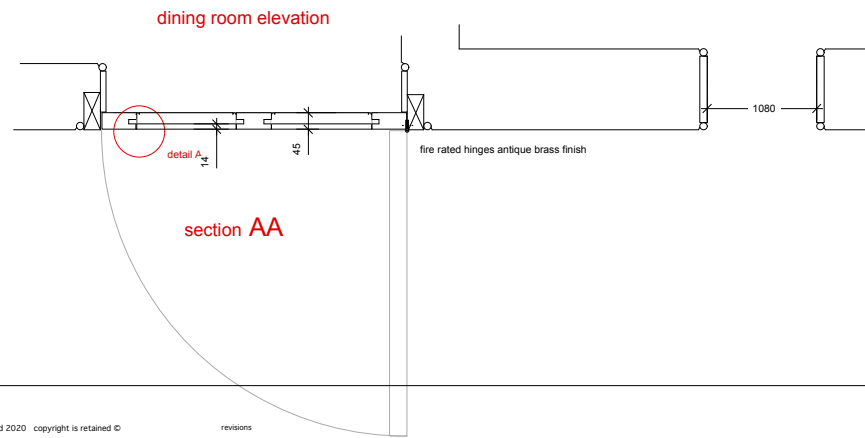 dining room elevation
1080
detail A
14
45
fire rated hinges antique brass finish
section AA
2020 copyright is retained ©
revisions